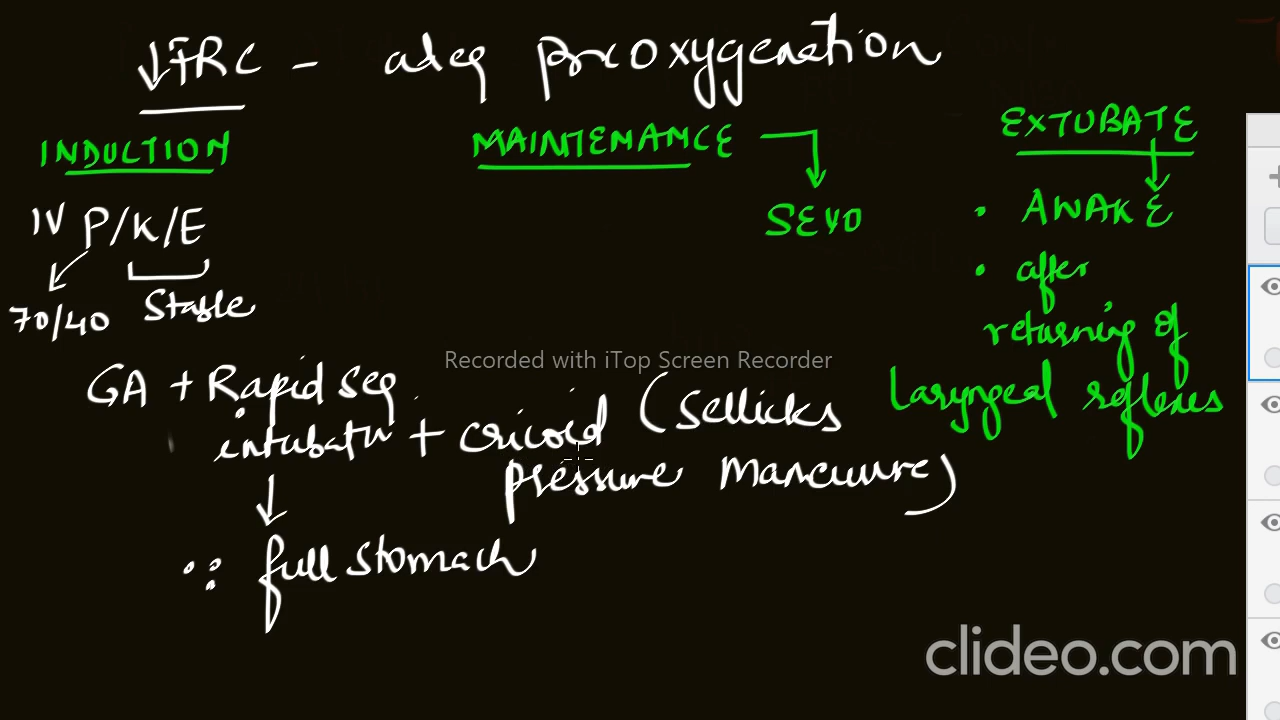 ↓FRC - adeq preoxygenation
INDUCTION
IV P/K/E
70/40 Stable
GA + Rapid seq
intubatn + cricoid (Sellicks
pressure maneuvre)
↓
∵ full stomach
MAINTENANCE
SEVO
EXTUBATE
• AWAKE
• after
returning of
laryngeal reflexes
Recorded with iTop Screen Recorder
clideo.com